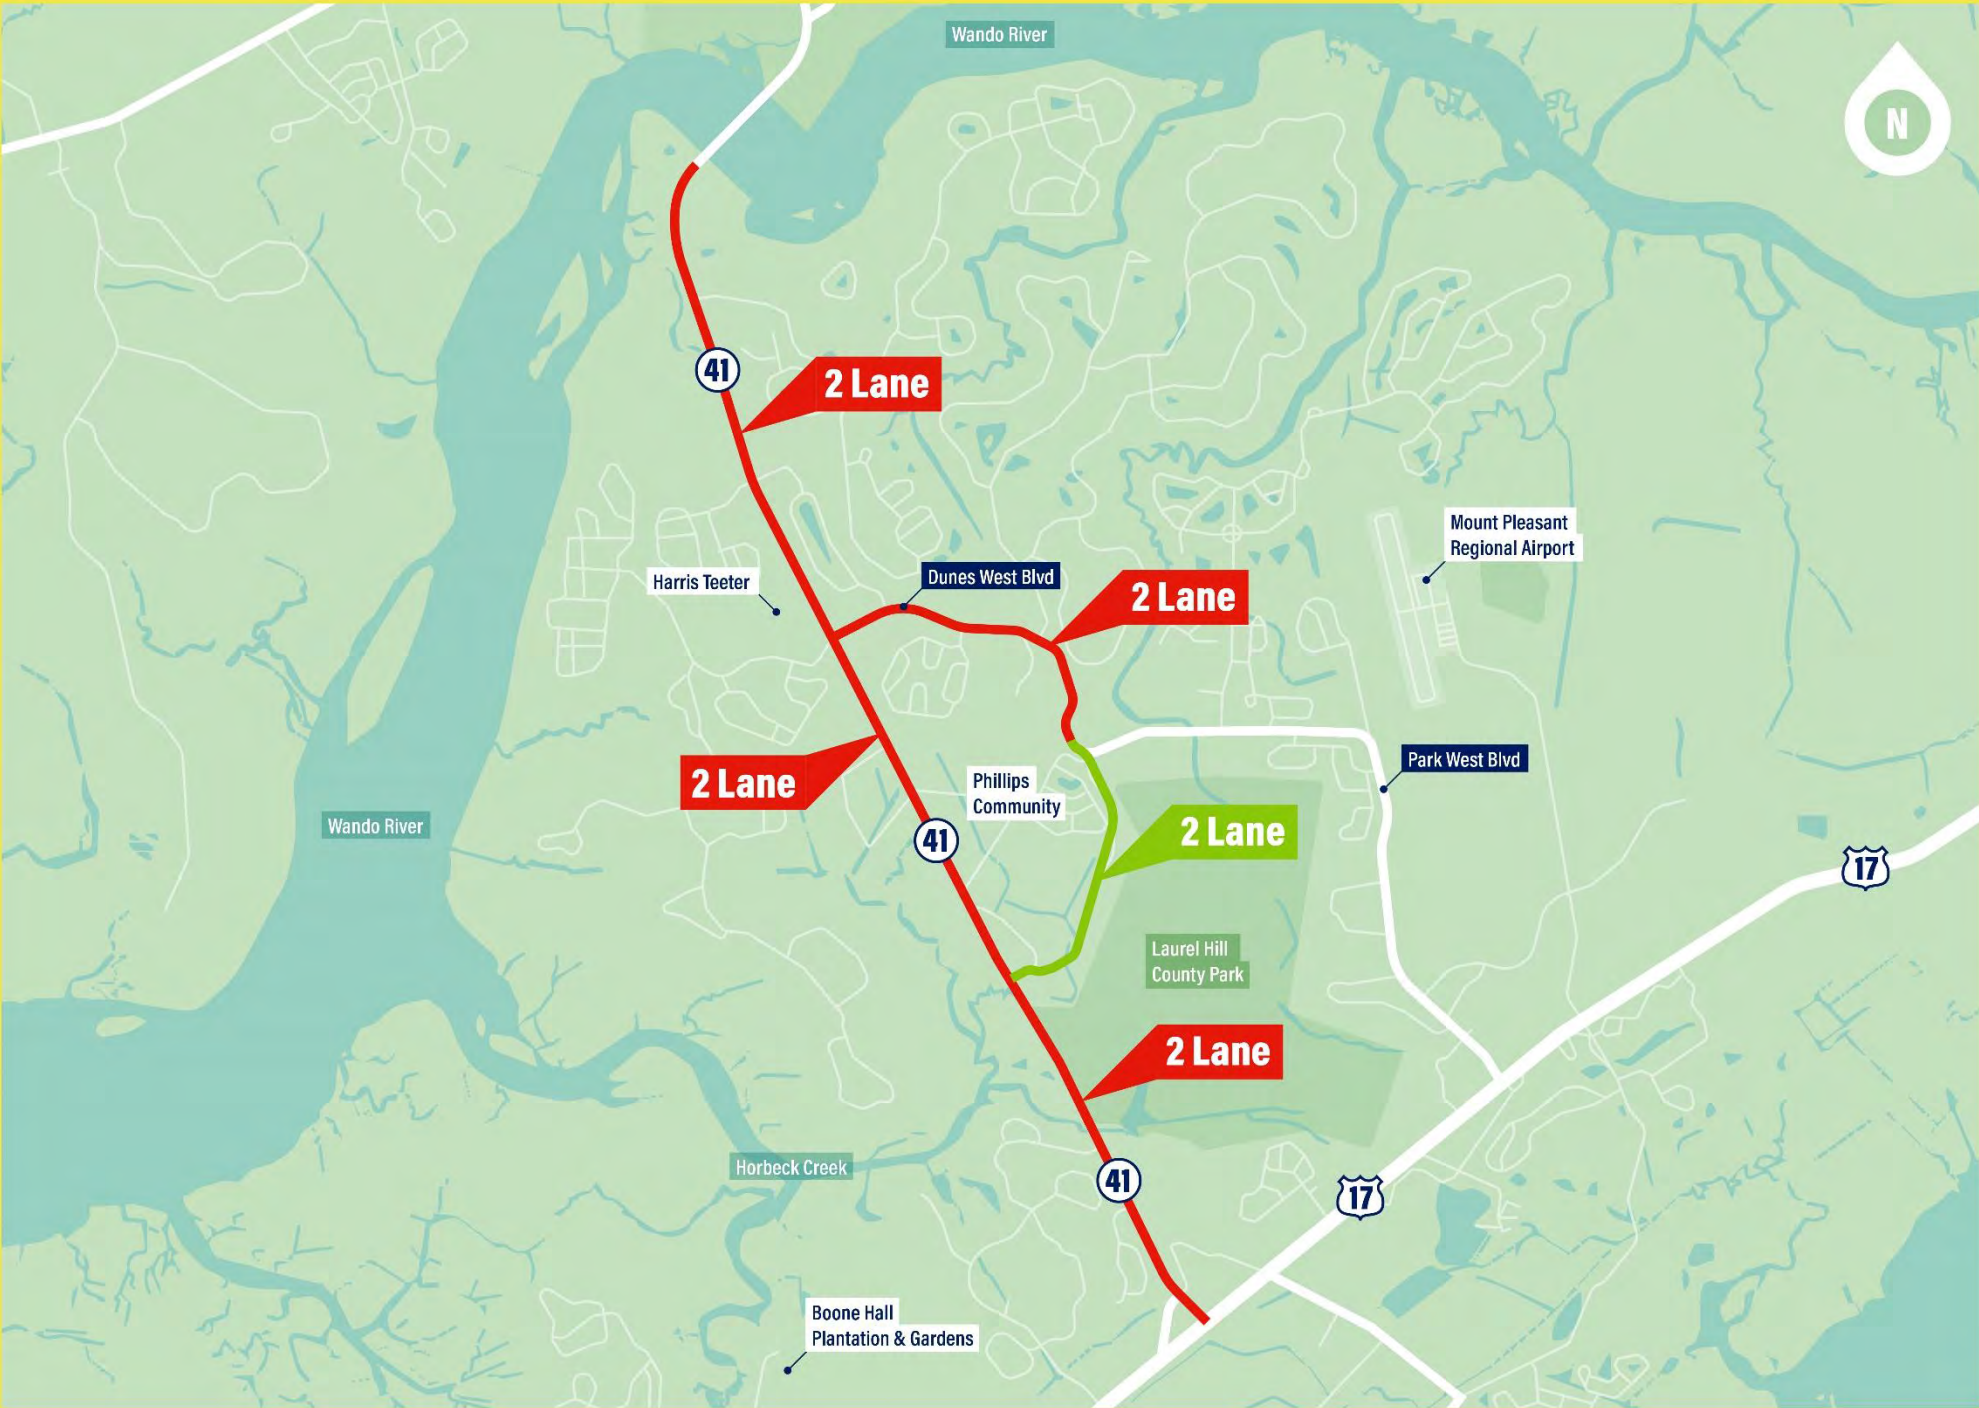 Wando River
N
41
2 Lane
Mount Pleasant
Regional Airport
Harris Teeter
Dunes West Blvd
2 Lane
2 Lane
Phillips
Community
Park West Blvd
Wando River
41
2 Lane
17
Laurel Hill
County Park
2 Lane
Horbeck Creek
41
17
Boone Hall
Plantation & Gardens